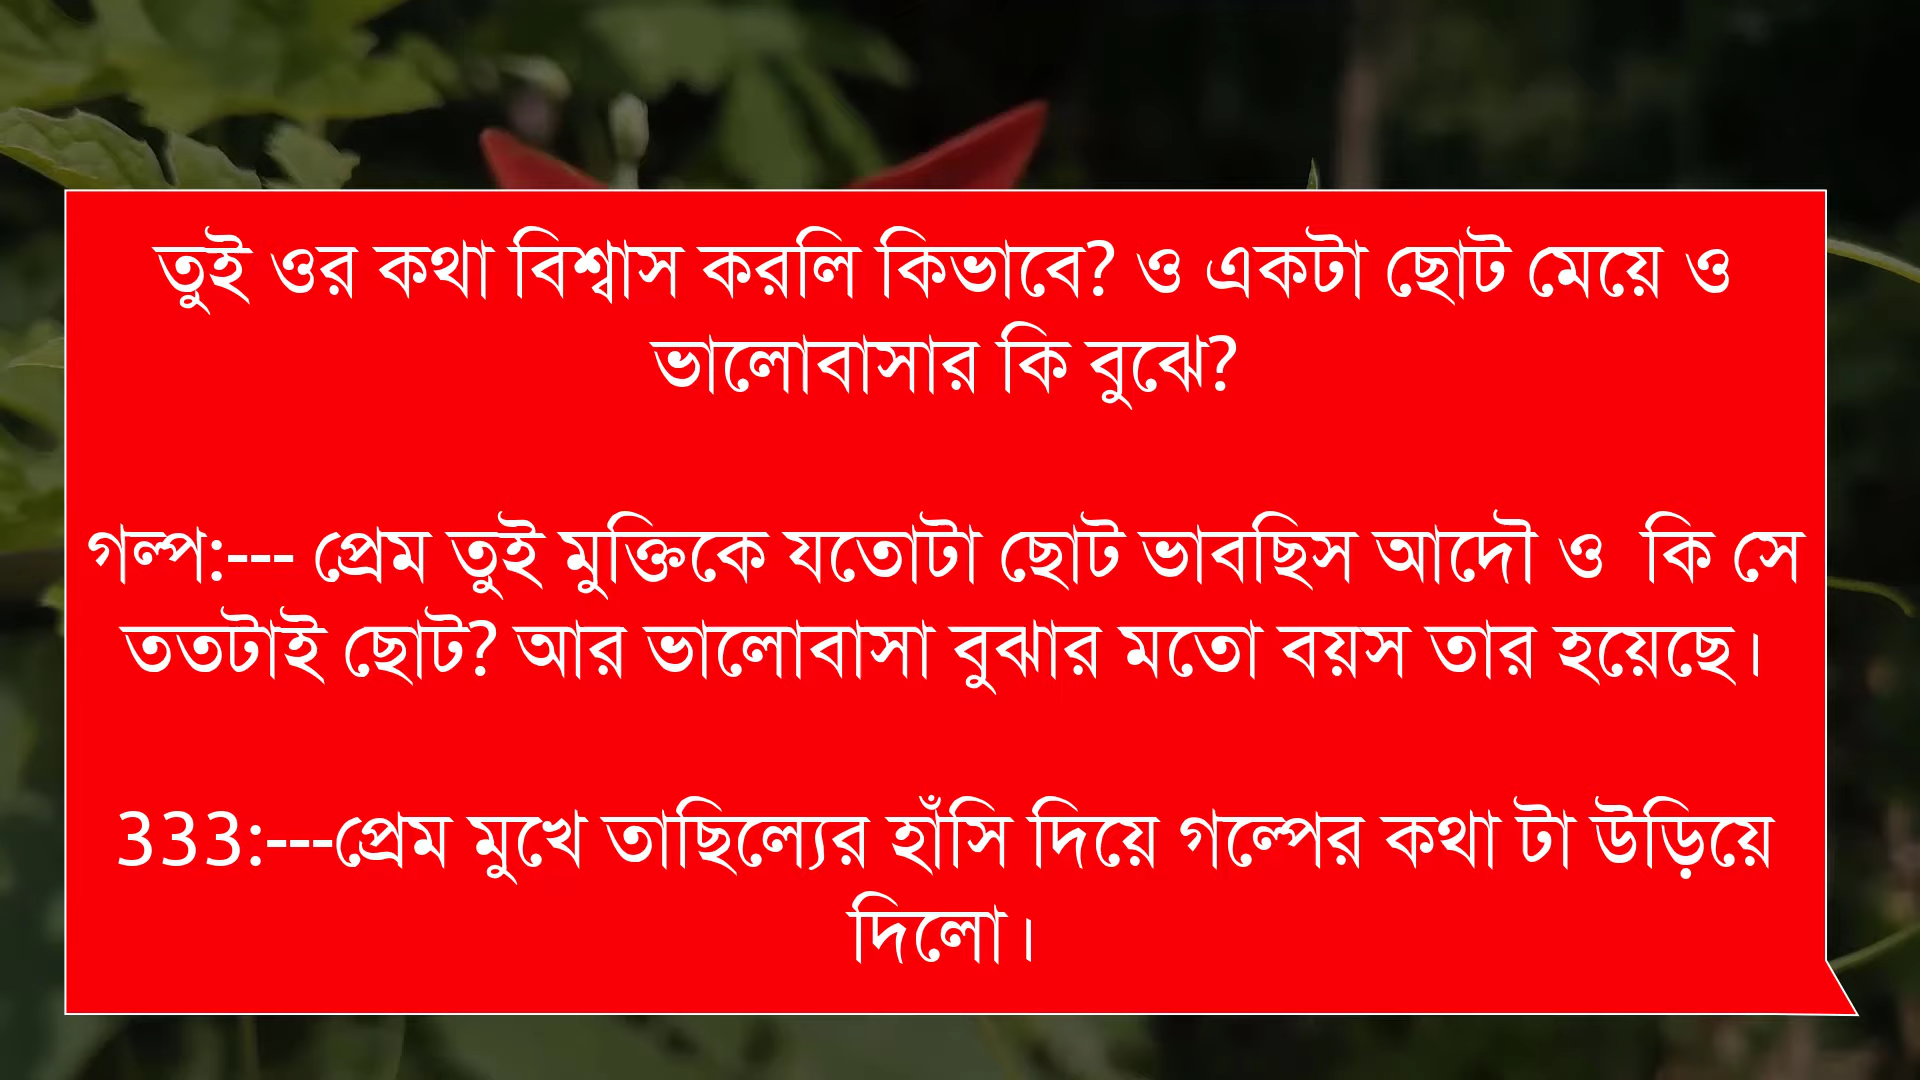 তুই ওর কথা বিশ্বাস করলি কিভাবে? ও একটা ছোট মেয়ে ও
ভালোবাসার কি বুঝে?
গল্প:--- প্রেম তুই মুক্তিকে যতোটা ছোট ভাবছিস আদৌ ও কি সে
ততটাই ছোট? আর ভালোবাসা বুঝার মতো বয়স তার হয়েছে।
333:---প্রেম মুখে তাছিল্যের হাঁসি দিয়ে গল্পের কথা টা উড়িয়ে
দিলো।